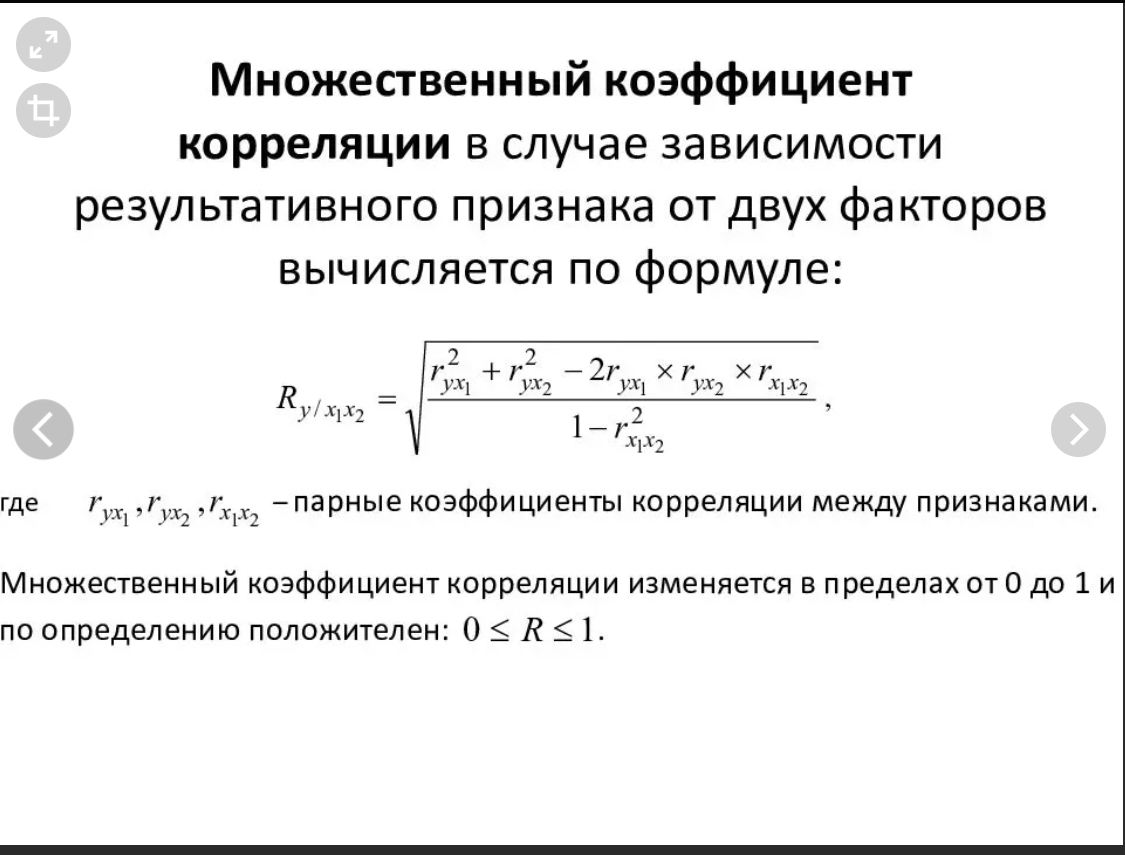 Множественный коэффициент
корреляции в случае зависимости
результативного признака от двух факторов
вычисляется по формуле:
R_{y/x_1x_2} = \sqrt{\frac{r_{yx_1}^2 + r_{yx_2}^2 - 2r_{yx_1} \times r_{yx_2} \times r_{x_1x_2}}{1 - r_{x_1x_2}^2}},
где r_{yx_1}, r_{yx_2}, r_{x_1x_2} – парные коэффициенты корреляции между признаками.
Множественный коэффициент корреляции изменяется в пределах от 0 до 1 и
по определению положителен: 0 ≤ R ≤ 1.